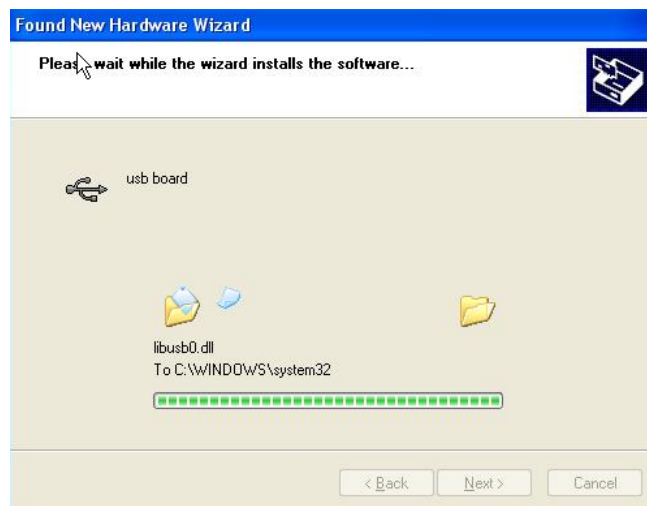 Found New Hardware Wizard
Please wait while the wizard installs the software...
usb board
libusb0.dll
To C:\WINDOWS\system32
< Back
Next >
Cancel